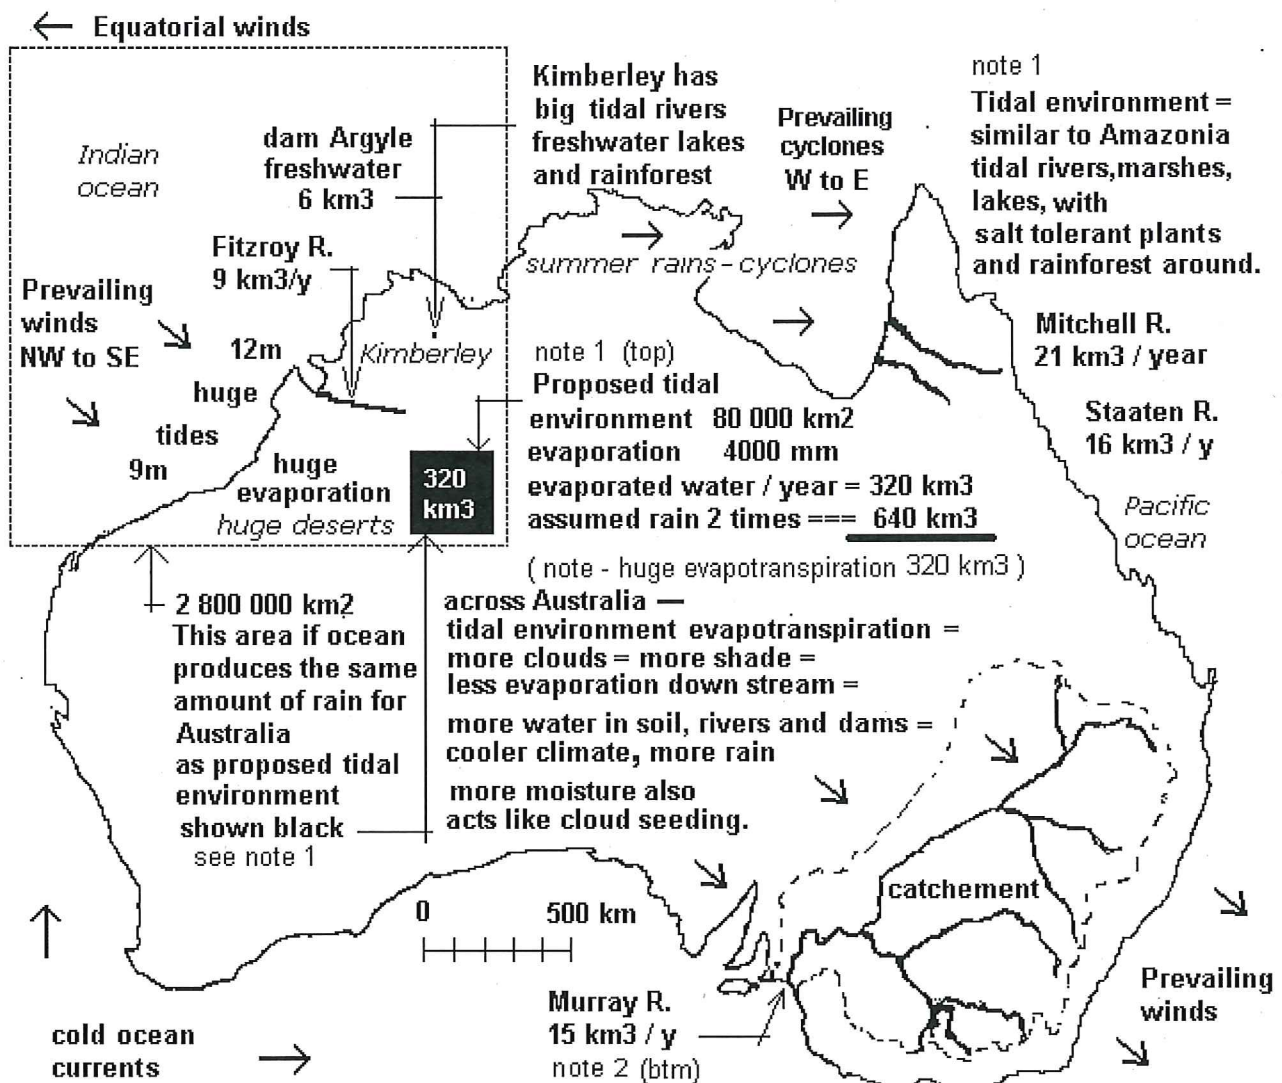 ← Equatorial winds
Indian
ocean
dam Argyle
freshwater
6 km3
Kimberley has
big tidal rivers
freshwater lakes
and rainforest
Prevailing
cyclones
W to E
note 1
Tidal environment =
similar to Amazonia
tidal rivers,marshes,
lakes, with
salt tolerant plants
and rainforest around.
Fitzroy R.
9 km3/y
summer rains - cyclones
Prevailing
winds
NW to SE
12m
huge
tides
9m
Kimberley
Mitchell R.
21 km3 / year
Staaten R.
16 km3 / y
Pacific
ocean
note 1 (top)
Proposed tidal
environment 80 000 km2
evaporation 4000 mm
evaporated water / year = 320 km3
assumed rain 2 times === 640 km3
( note - huge evapotranspiration 320 km3 )
huge
evaporation
huge deserts
320
km3
2 800 000 km2
This area if ocean
produces the same
amount of rain for
Australia
as proposed tidal
environment
shown black
see note 1
across Australia —
tidal environment evapotranspiration =
more clouds = more shade =
less evaporation down stream =
more water in soil, rivers and dams =
cooler climate, more rain
more moisture also
acts like cloud seeding.
catchement
0 500 km
Murray R.
15 km3 / y
note 2 (btm)
Prevailing
winds
cold ocean
currents